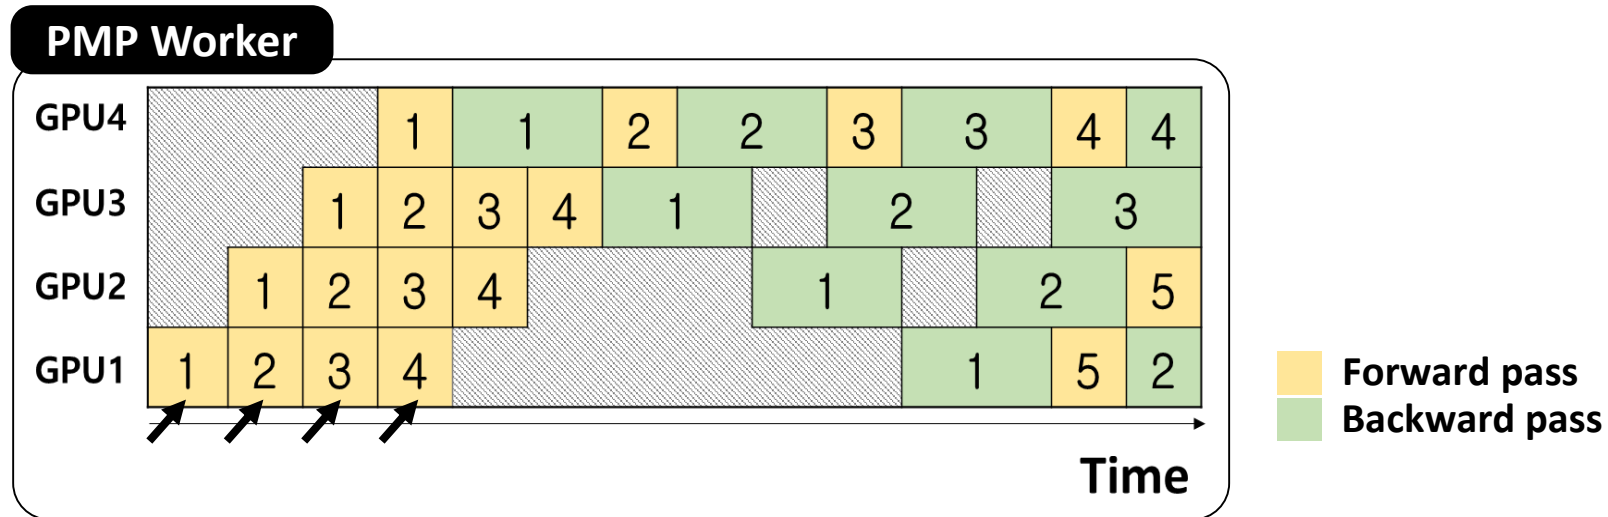 PMP Worker
GPU4 1 1 2 2 3 3 4 4
GPU3 1 2 3 4 1 2 3
GPU2 1 2 3 4 1 2 5
GPU1 1 2 3 4 1 5 2
Time
Forward pass
Backward pass